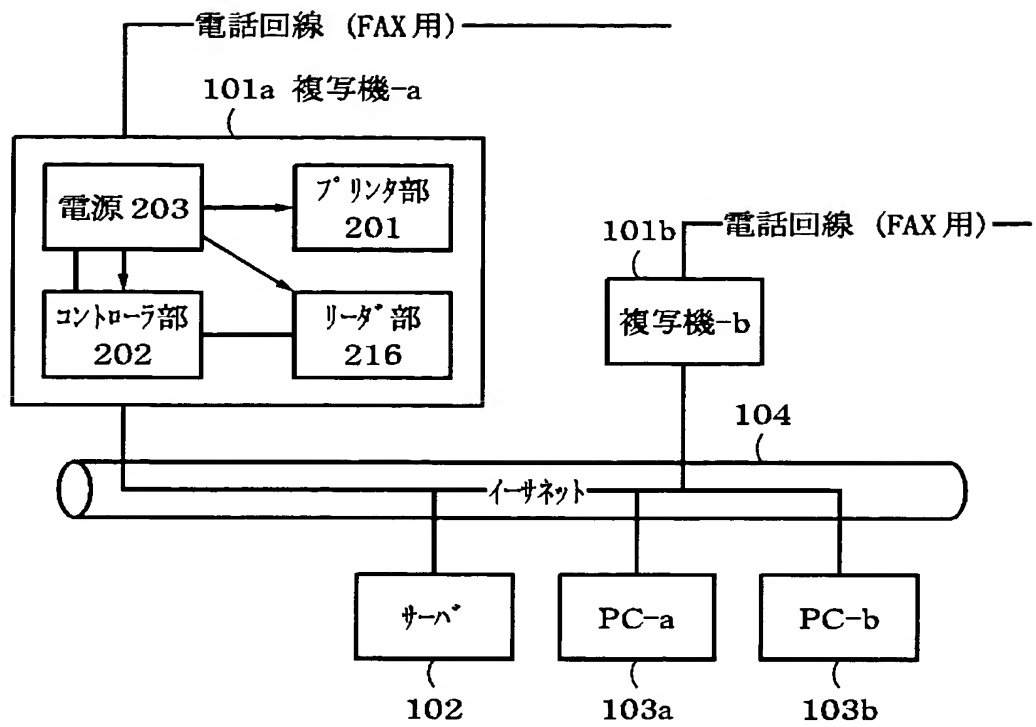 電話回線 (FAX用)
101a 複写機-a
電源 203
プリンタ部
201
コントローラ部
202
リーダ部
216
電話回線 (FAX用)
101b
複写機-b
104
イーサネット
サーバ
PC-a
PC-b
102
103a
103b